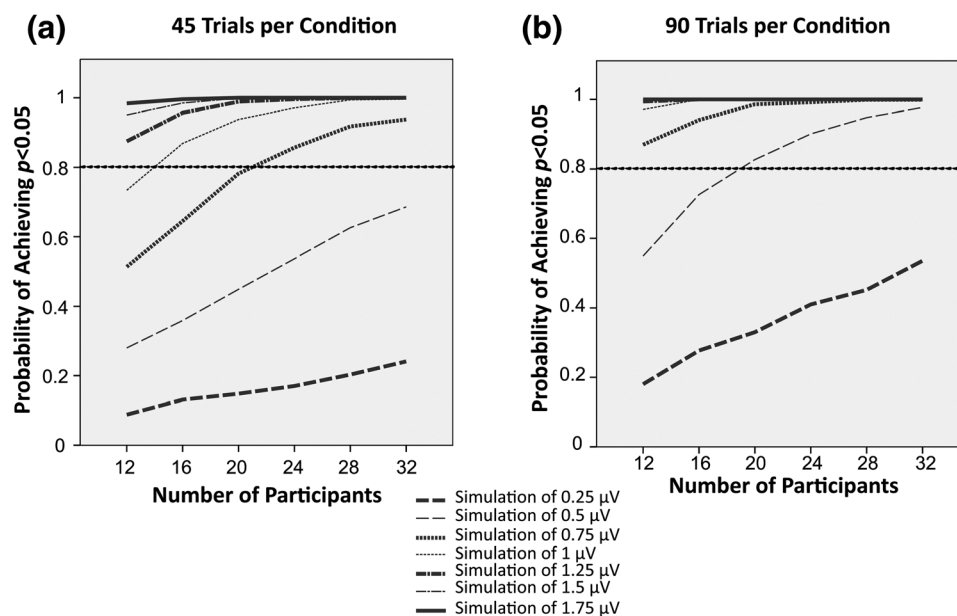 (a)
45 Trials per Condition
Probability of Achieving p<0.05
1
0.8
0.6
0.4
0.2
0
12 16 20 24 28 32
Number of Participants
(b)
90 Trials per Condition
Probability of Achieving p<0.05
1
0.8
0.6
0.4
0.2
0
12 16 20 24 28 32
Number of Participants
Simulation of 0.25 µV
Simulation of 0.5 µV
Simulation of 0.75 µV
Simulation of 1 µV
Simulation of 1.25 µV
Simulation of 1.5 µV
Simulation of 1.75 µV